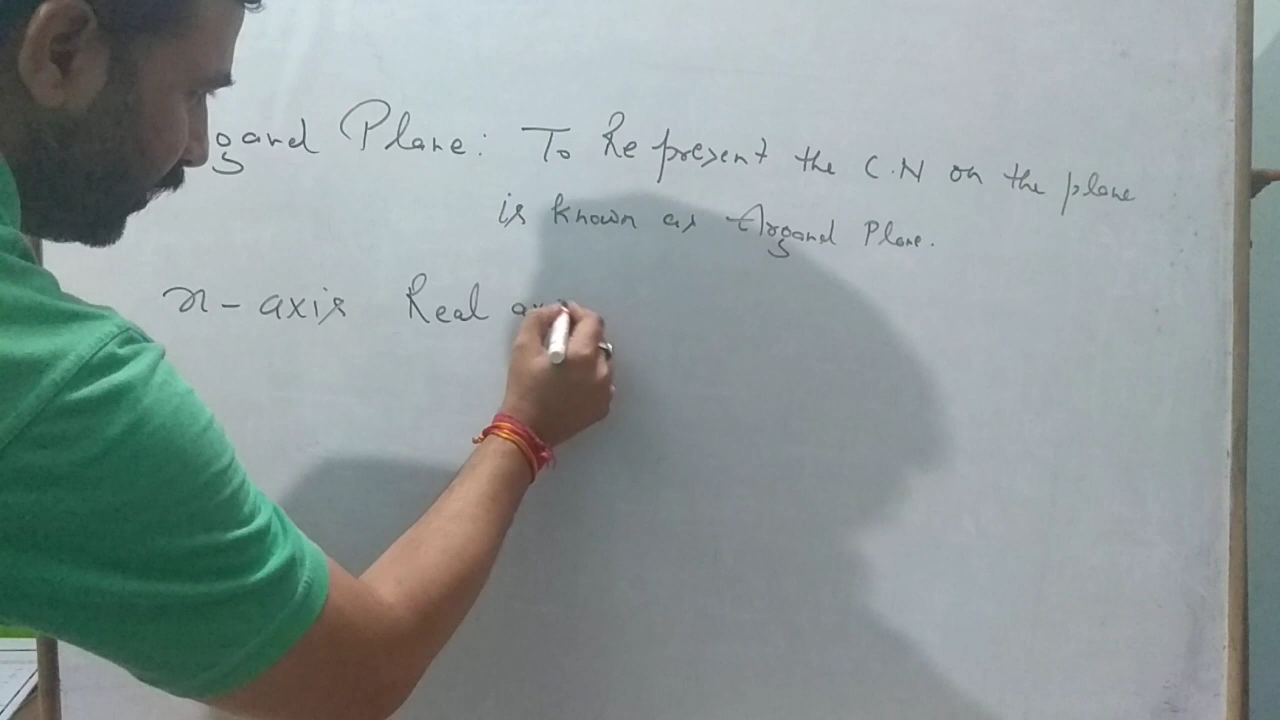 gand Plane: To Represent the C.N on the plane
is known as Argand Plane.
x-axis Real